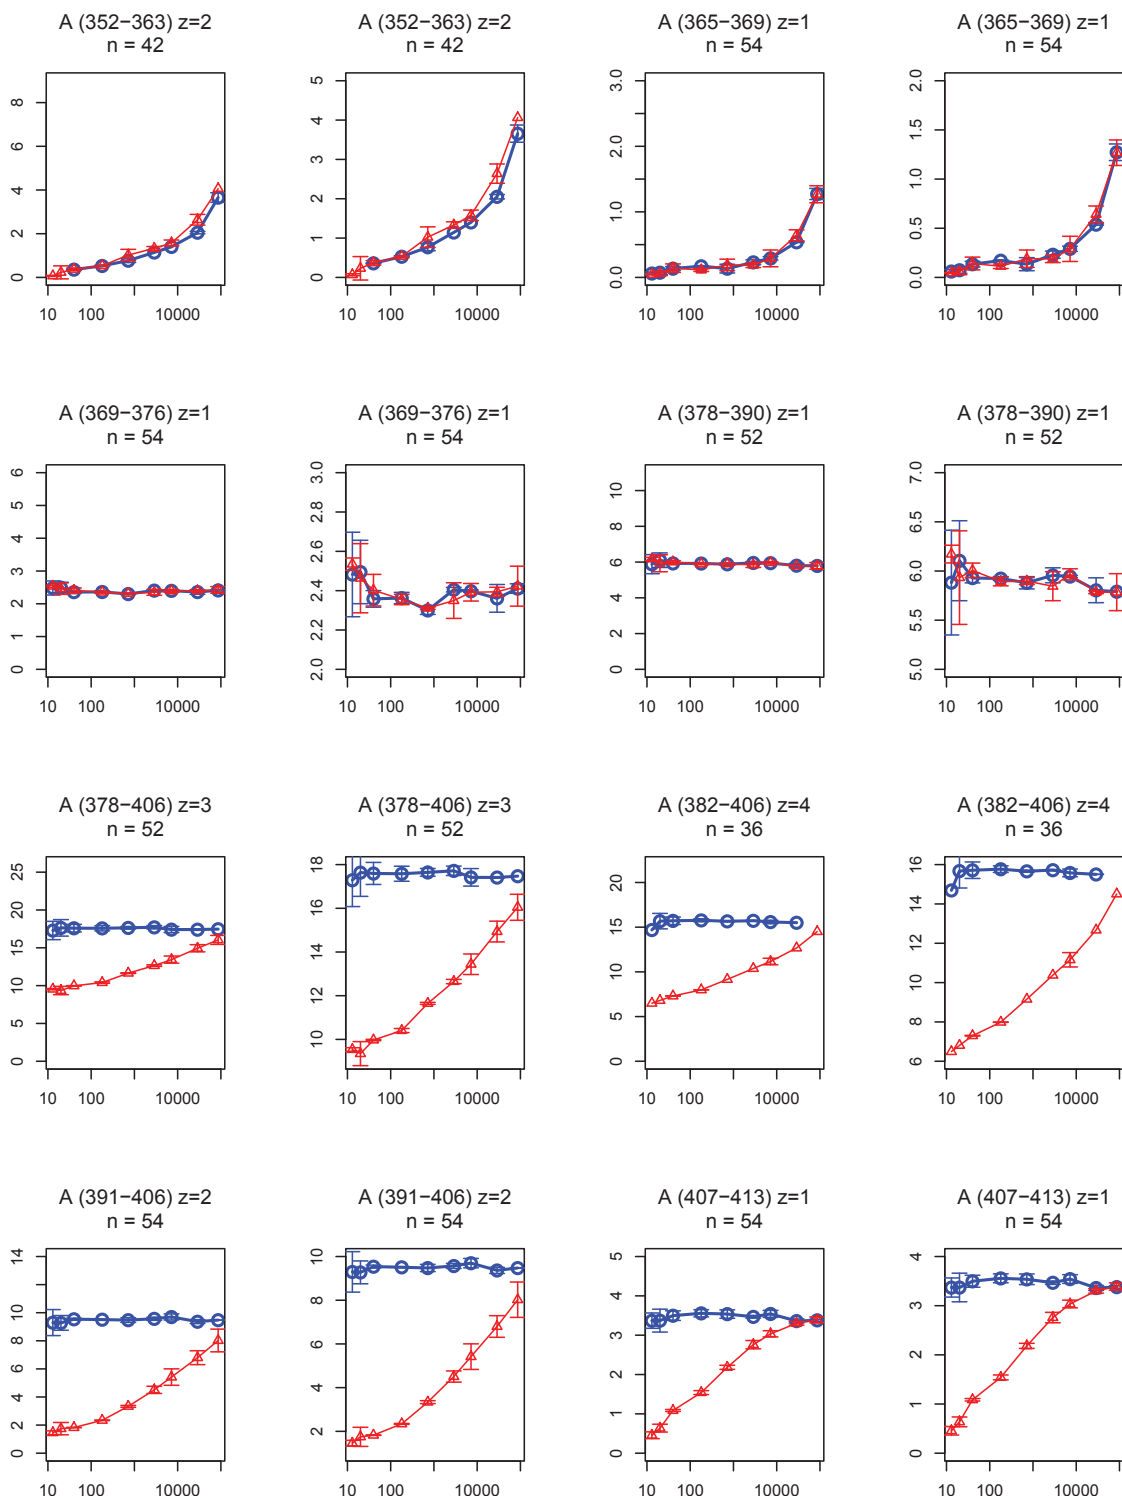 A (352−363) z=2
n = 42
A (352−363) z=2
n = 42
A (365−369) z=1
n = 54
A (365−369) z=1
n = 54
0 2 4 6 8
10 100 10000
0 1 2 3 4 5
10 100 10000
0.0 1.0 2.0 3.0
10 100 10000
0.0 0.5 1.0 1.5 2.0
10 100 10000
A (369−376) z=1
n = 54
A (369−376) z=1
n = 54
A (378−390) z=1
n = 52
A (378−390) z=1
n = 52
0 1 2 3 4 5 6
10 100 10000
2.0 2.2 2.4 2.6 2.8 3.0
10 100 10000
0 2 4 6 8 10
10 100 10000
5.0 5.5 6.0 6.5 7.0
10 100 10000
A (378−406) z=3
n = 52
A (378−406) z=3
n = 52
A (382−406) z=4
n = 36
A (382−406) z=4
n = 36
0 5 10 15 20 25
10 100 10000
10 12 14 16 18
10 100 10000
0 5 10 15 20
10 100 10000
6 8 10 12 14 16
10 100 10000
A (391−406) z=2
n = 54
A (391−406) z=2
n = 54
A (407−413) z=1
n = 54
A (407−413) z=1
n = 54
0 2 4 6 8 10 14
10 100 10000
2 4 6 8 10
10 100 10000
0 1 2 3 4 5
10 100 10000
0 1 2 3 4
10 100 10000